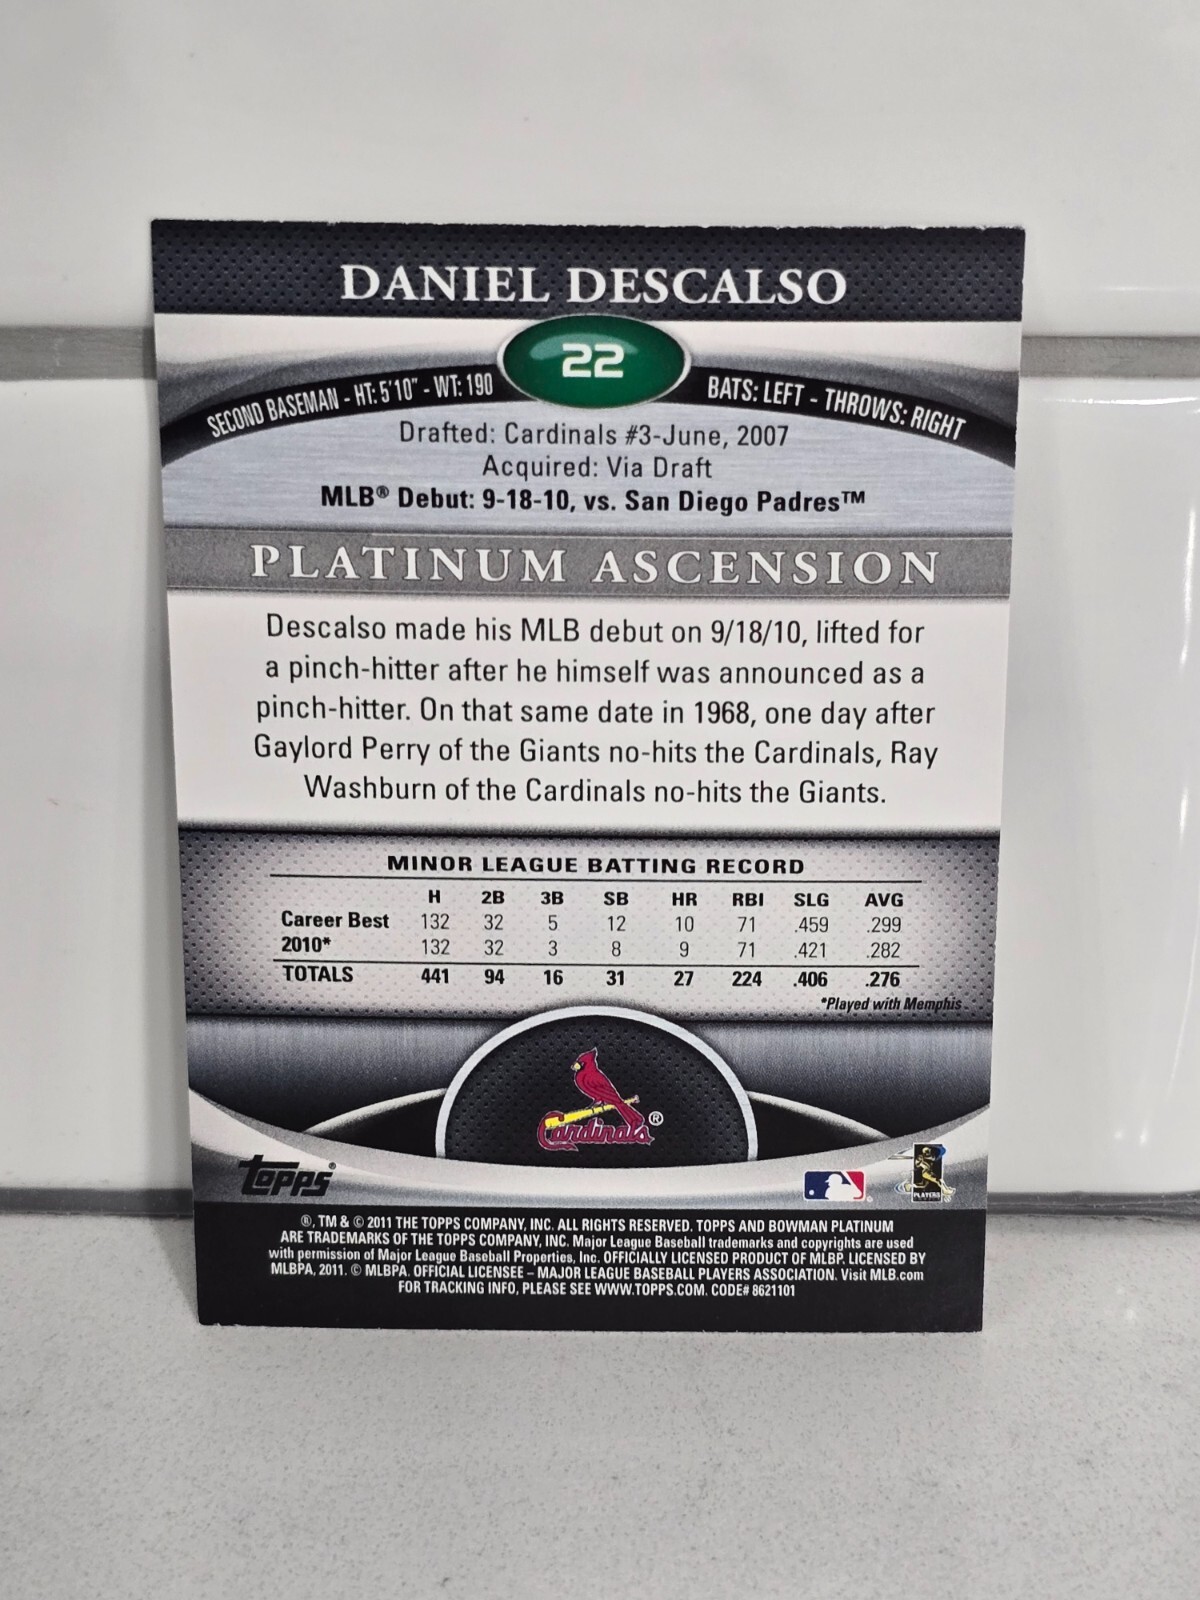 DANIEL DESCALSO
22
SECOND BASEMAN - HT: 5'10" - WT: 190
BATS: LEFT - THROWS: RIGHT
Drafted: Cardinals #3-June, 2007
Acquired: Via Draft
MLB® Debut: 9-18-10, vs. San Diego Padres™
PLATINUM ASCENSION
Descalso made his MLB debut on 9/18/10, lifted for
a pinch-hitter after he himself was announced as a
pinch-hitter. On that same date in 1968, one day after
Gaylord Perry of the Giants no-hits the Cardinals, Ray
Washburn of the Cardinals no-hits the Giants.
MINOR LEAGUE BATTING RECORD
H 2B 3B SB HR RBI SLG AVG
Career Best 132 32 5 12 10 71 .459 .299
2010* 132 32 3 8 9 71 .421 .282
TOTALS 441 94 16 31 27 224 .406 .276
*Played with Memphis
Cardinals ®
topps®
PLAYERS
®, TM & © 2011 THE TOPPS COMPANY, INC. ALL RIGHTS RESERVED. TOPPS AND BOWMAN PLATINUM
ARE TRADEMARKS OF THE TOPPS COMPANY, INC. Major League Baseball trademarks and copyrights are used
with permission of Major League Baseball Properties, Inc. OFFICIALLY LICENSED PRODUCT OF MLBP. LICENSED BY
MLBPA, 2011. © MLBPA. OFFICIAL LICENSEE – MAJOR LEAGUE BASEBALL PLAYERS ASSOCIATION. Visit MLB.com
FOR TRACKING INFO, PLEASE SEE WWW.TOPPS.COM. CODE# 8621101